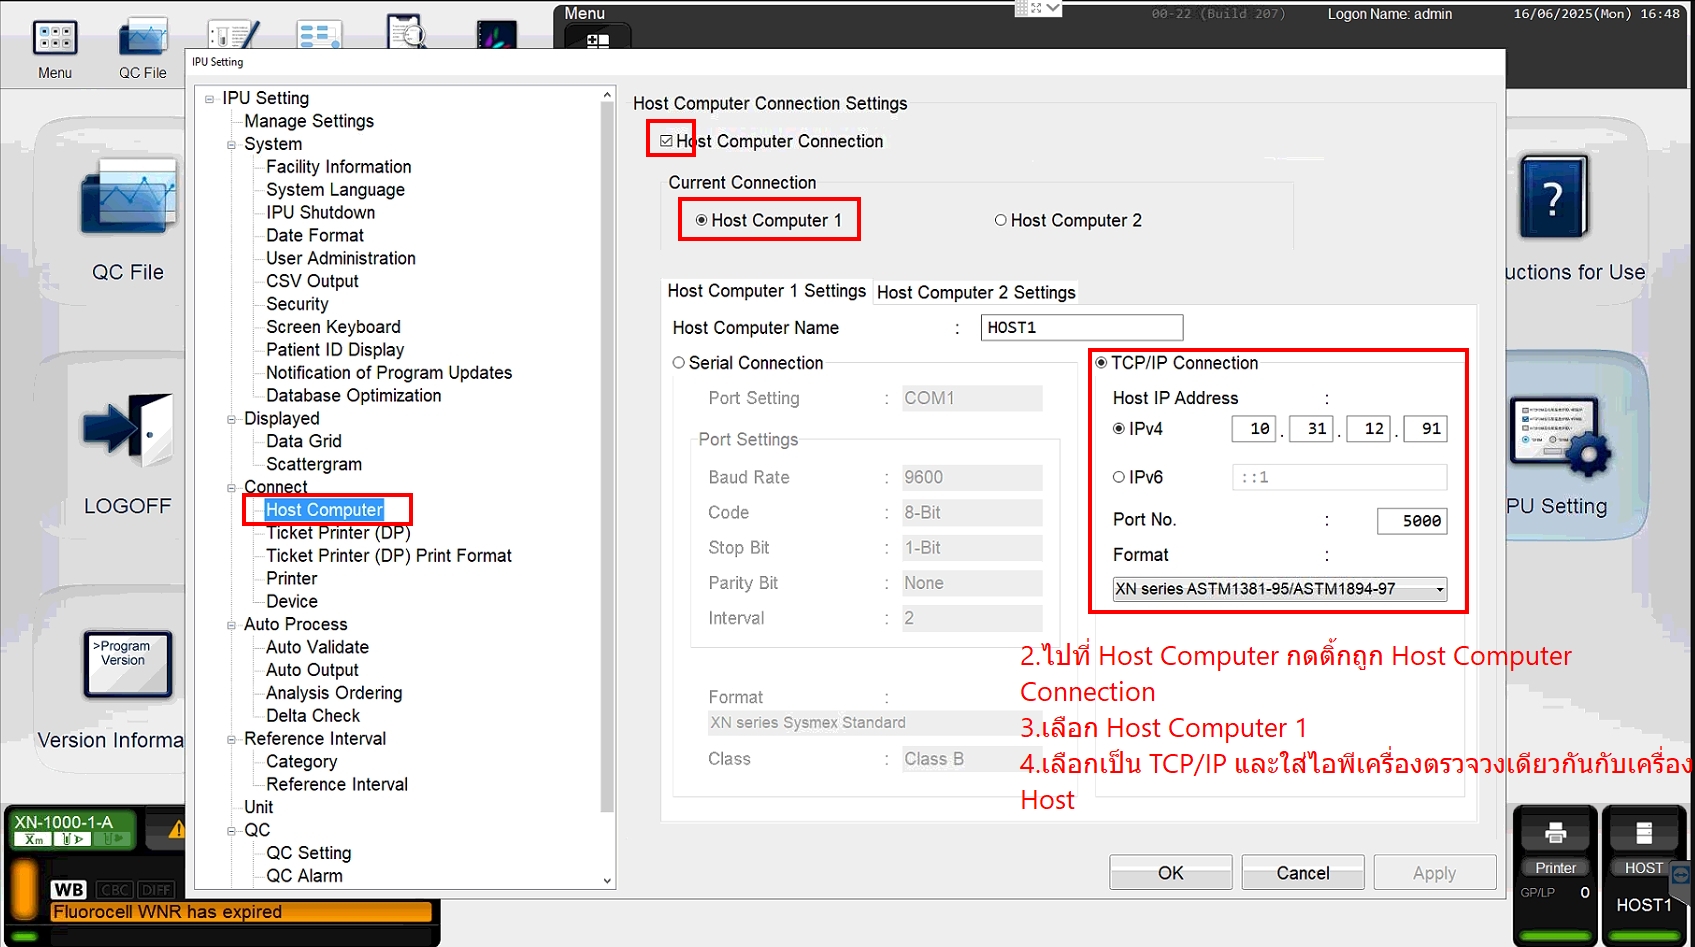 Menu
00-22 (Build 207)
Logon Name: admin
16/06/2025(Mon) 16:48
Menu
QC File
IPU Setting
QC File
LOGOFF
>Program
Version
Version Informa
uctions for Use
PU Setting
IPU Setting
Manage Settings
System
Facility Information
System Language
IPU Shutdown
Date Format
User Administration
CSV Output
Security
Screen Keyboard
Patient ID Display
Notification of Program Updates
Database Optimization
Displayed
Data Grid
Scattergram
Connect
Host Computer
Ticket Printer (DP)
Ticket Printer (DP) Print Format
Printer
Device
Auto Process
Auto Validate
Auto Output
Analysis Ordering
Delta Check
Reference Interval
Category
Reference Interval
Unit
QC
QC Setting
QC Alarm
Host Computer Connection Settings
Host Computer Connection
Current Connection
Host Computer 1
Host Computer 2
Host Computer 1 Settings
Host Computer 2 Settings
Host Computer Name : HOST1
Serial Connection
Port Setting : COM1
Port Settings
Baud Rate : 9600
Code : 8-Bit
Stop Bit : 1-Bit
Parity Bit : None
Interval : 2
Format :
XN series Sysmex Standard
Class : Class B
TCP/IP Connection
Host IP Address :
IPv4 10 . 31 . 12 . 91
IPv6 ::1
Port No. : 5000
Format :
XN series ASTM1381-95/ASTM1894-97
2.ไปที่ Host Computer กดติ้กถูก Host Computer
Connection
3.เลือก Host Computer 1
4.เลือกเป็น TCP/IP และใส่ไอพีเครื่องตรวจวงเดียวกันกับเครื่อง
Host
OK
Cancel
Apply
XN-1000-1-A
Xm
WB CBC DIFF
Fluorocell WNR has expired
Printer
GP/LP 0
HOST
HOST1